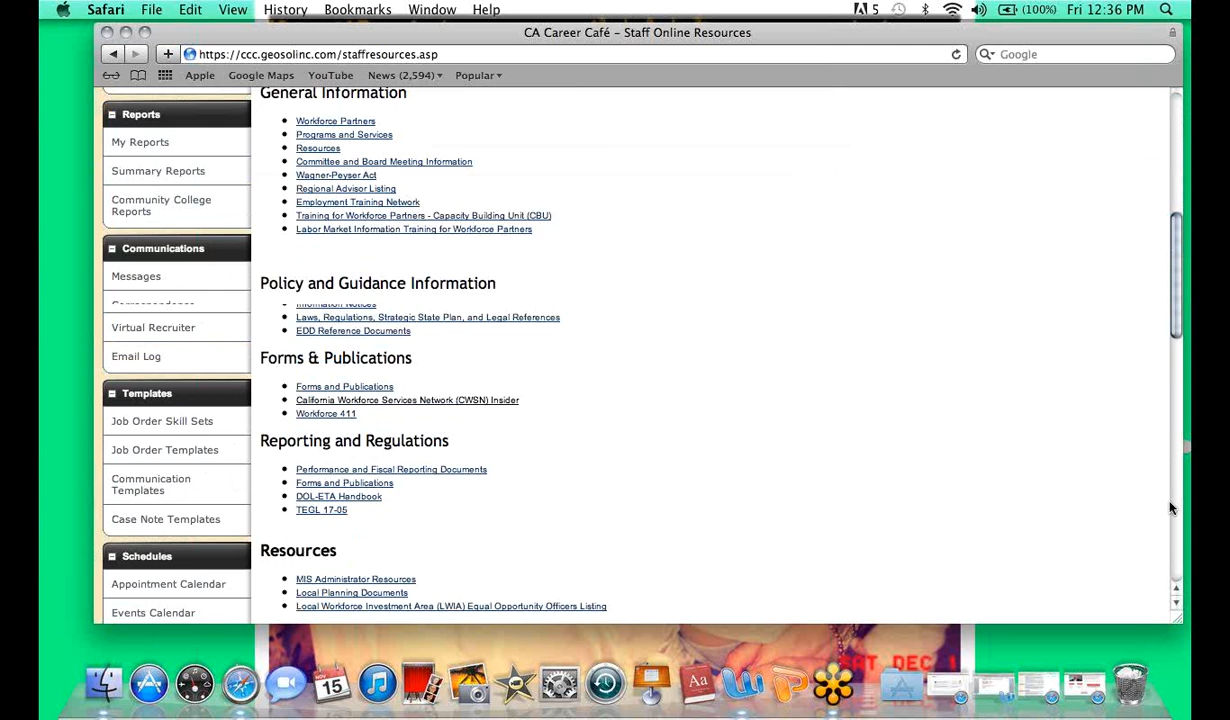 Safari File Edit View History Bookmarks Window Help 5 (100%) Fri 12:36 PM
CA Career Café – Staff Online Resources
https://ccc.geosolinc.com/staffresources.asp
Google
Apple Google Maps YouTube News (2,594) Popular
Reports
My Reports
Summary Reports
Community College
Reports
Communications
Messages
Correspondence
Virtual Recruiter
Email Log
Templates
Job Order Skill Sets
Job Order Templates
Communication
Templates
Case Note Templates
Schedules
Appointment Calendar
Events Calendar
General Information
Workforce Partners
Programs and Services
Resources
Committee and Board Meeting Information
Wagner-Peyser Act
Regional Advisor Listing
Employment Training Network
Training for Workforce Partners - Capacity Building Unit (CBU)
Labor Market Information Training for Workforce Partners
Policy and Guidance Information
Information Notices
Laws, Regulations, Strategic State Plan, and Legal References
EDD Reference Documents
Forms & Publications
Forms and Publications
California Workforce Services Network (CWSN) Insider
Workforce 411
Reporting and Regulations
Performance and Fiscal Reporting Documents
Forms and Publications
DOL-ETA Handbook
TEGL 17-05
Resources
MIS Administrator Resources
Local Planning Documents
Local Workforce Investment Area (LWIA) Equal Opportunity Officers Listing
SAT DEC 1
NOV
15
Aa